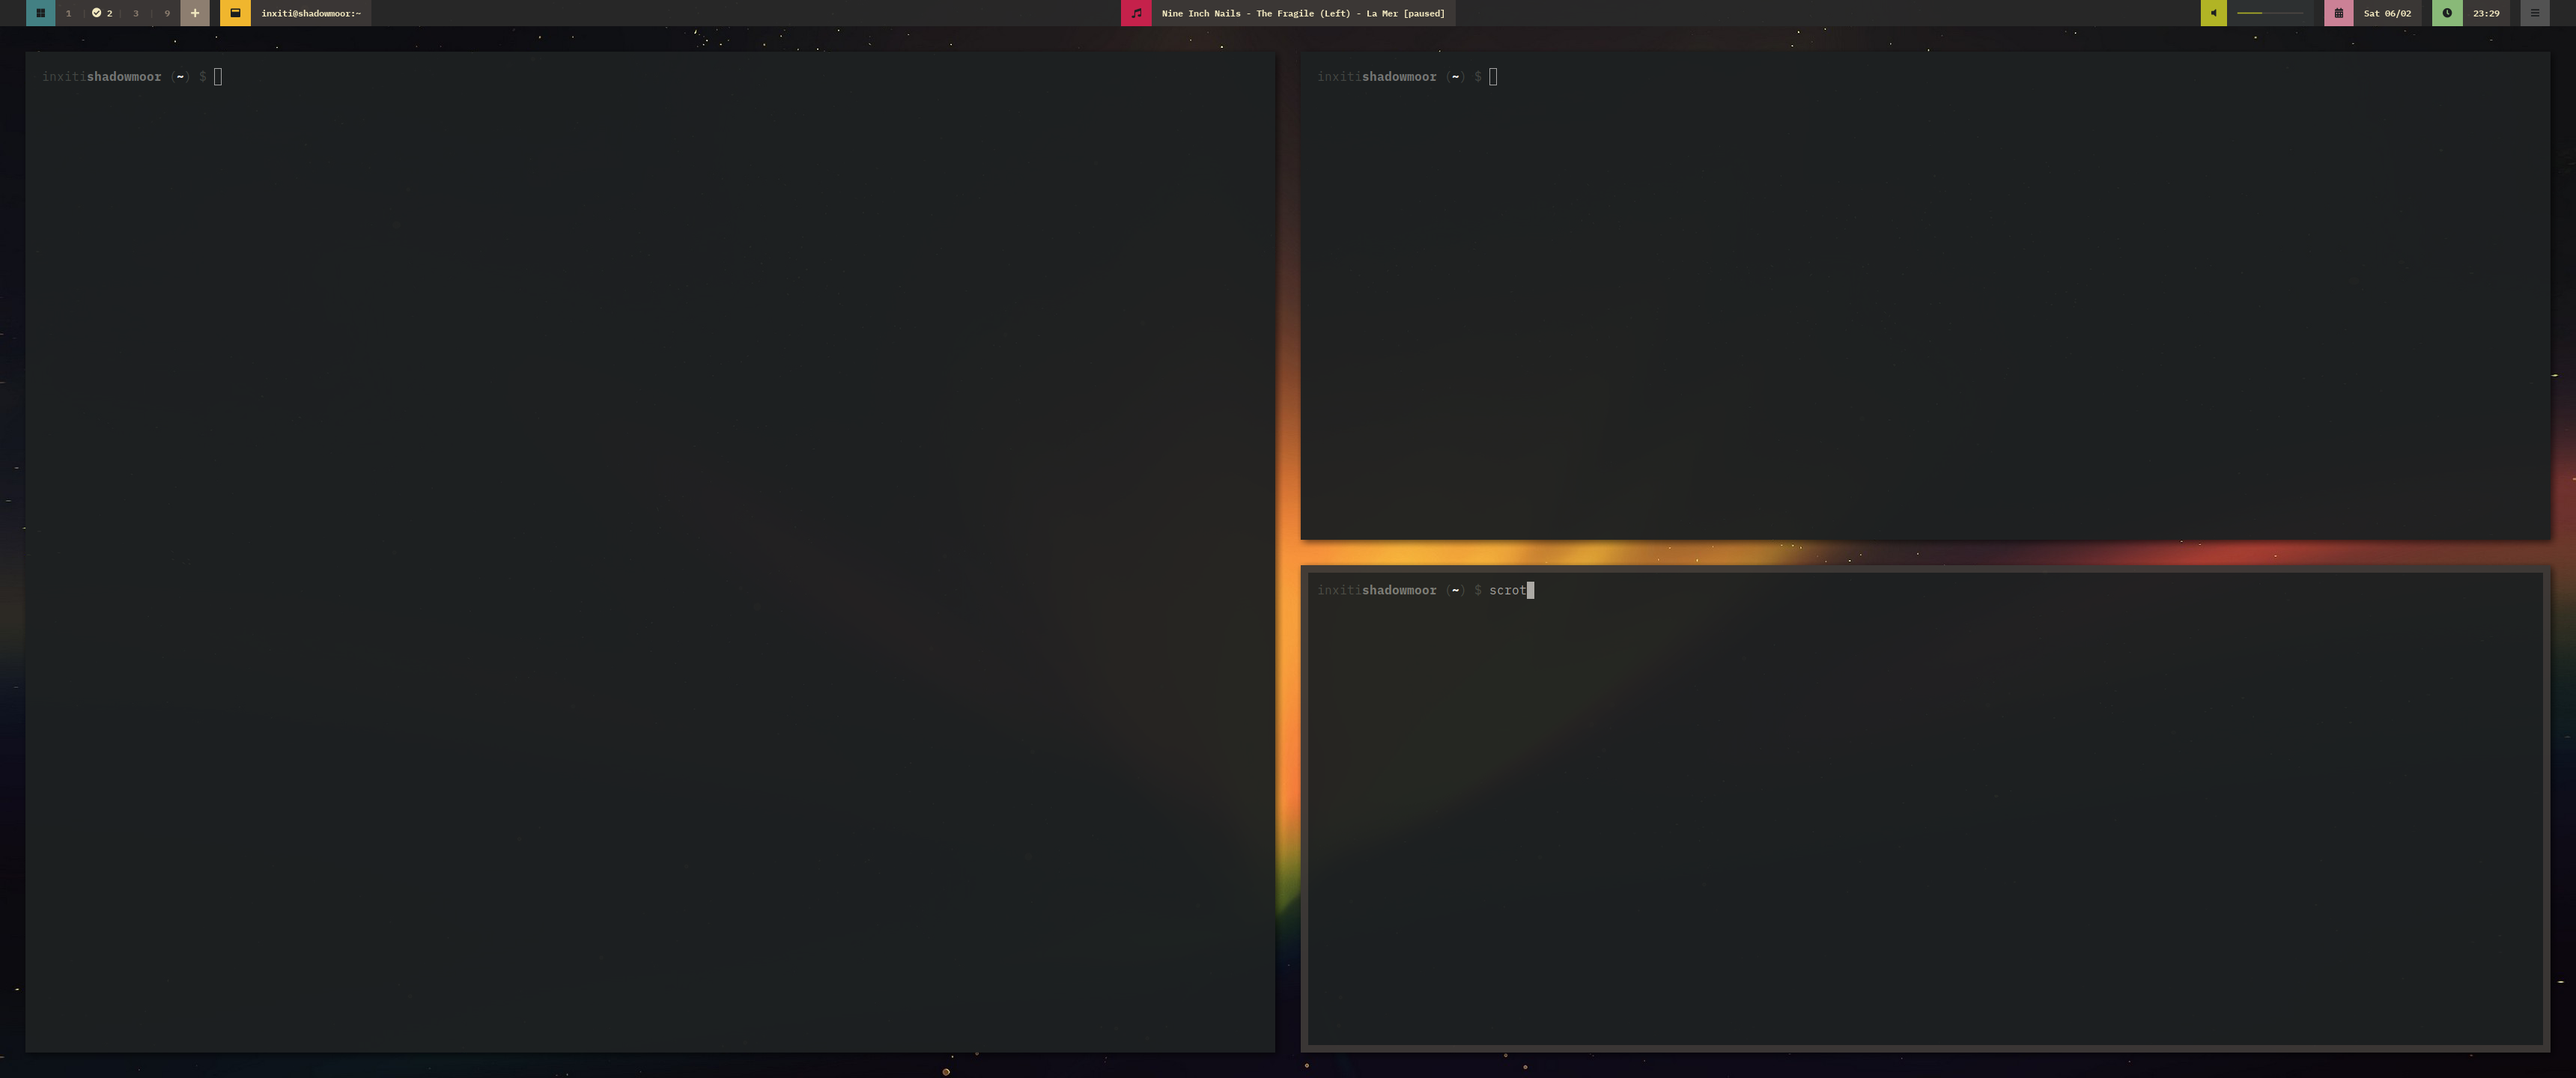 1 2 3 9 + inxiti@shadowmoor:~ Nine Inch Nails - The Fragile (Left) - La Mer [paused] Sat 06/02 23:29
inxitishadowmoor (~) $
inxitishadowmoor (~) $
inxitishadowmoor (~) $ scrot